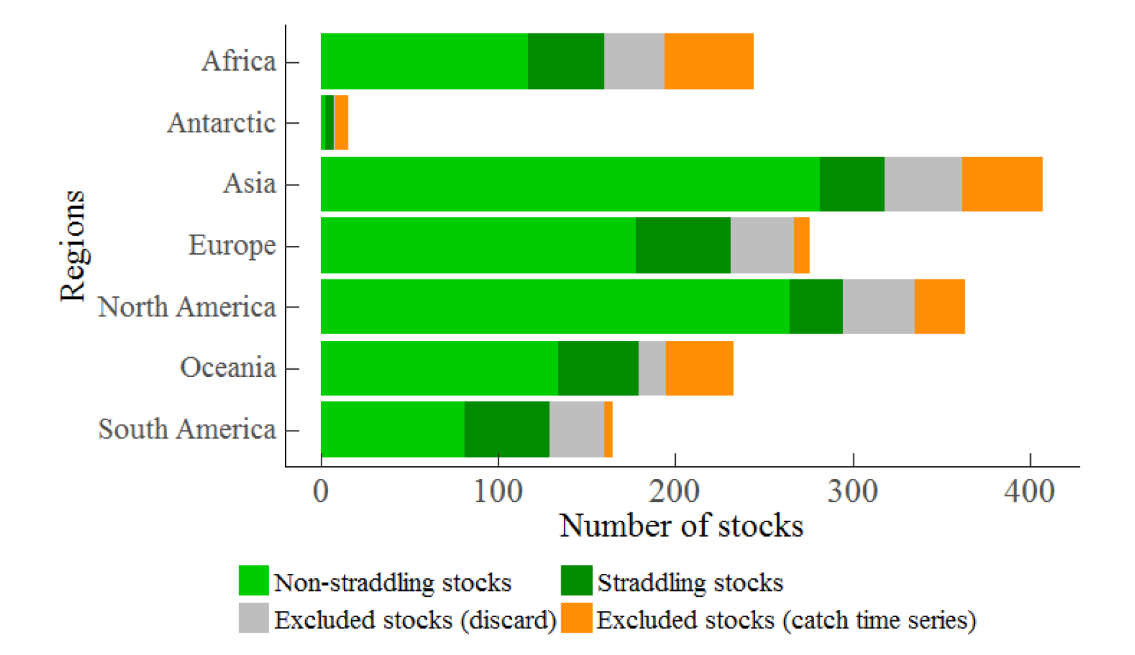 Africa
Antarctic
Asia
Europe
North America
Oceania
South America
Regions
0 100 200 300 400
Number of stocks
Non-straddling stocks Straddling stocks
Excluded stocks (discard) Excluded stocks (catch time series)